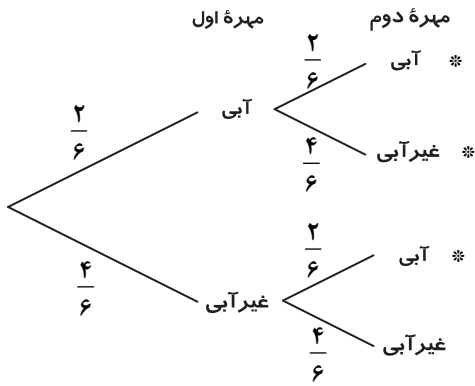 مهرهٔ اول مهرهٔ دوم
۲/۶ آبی ۲/۶ آبی ❊
۴/۶ غیرآبی ❊
۴/۶ غیرآبی ۲/۶ آبی ❊
۴/۶ غیرآبی